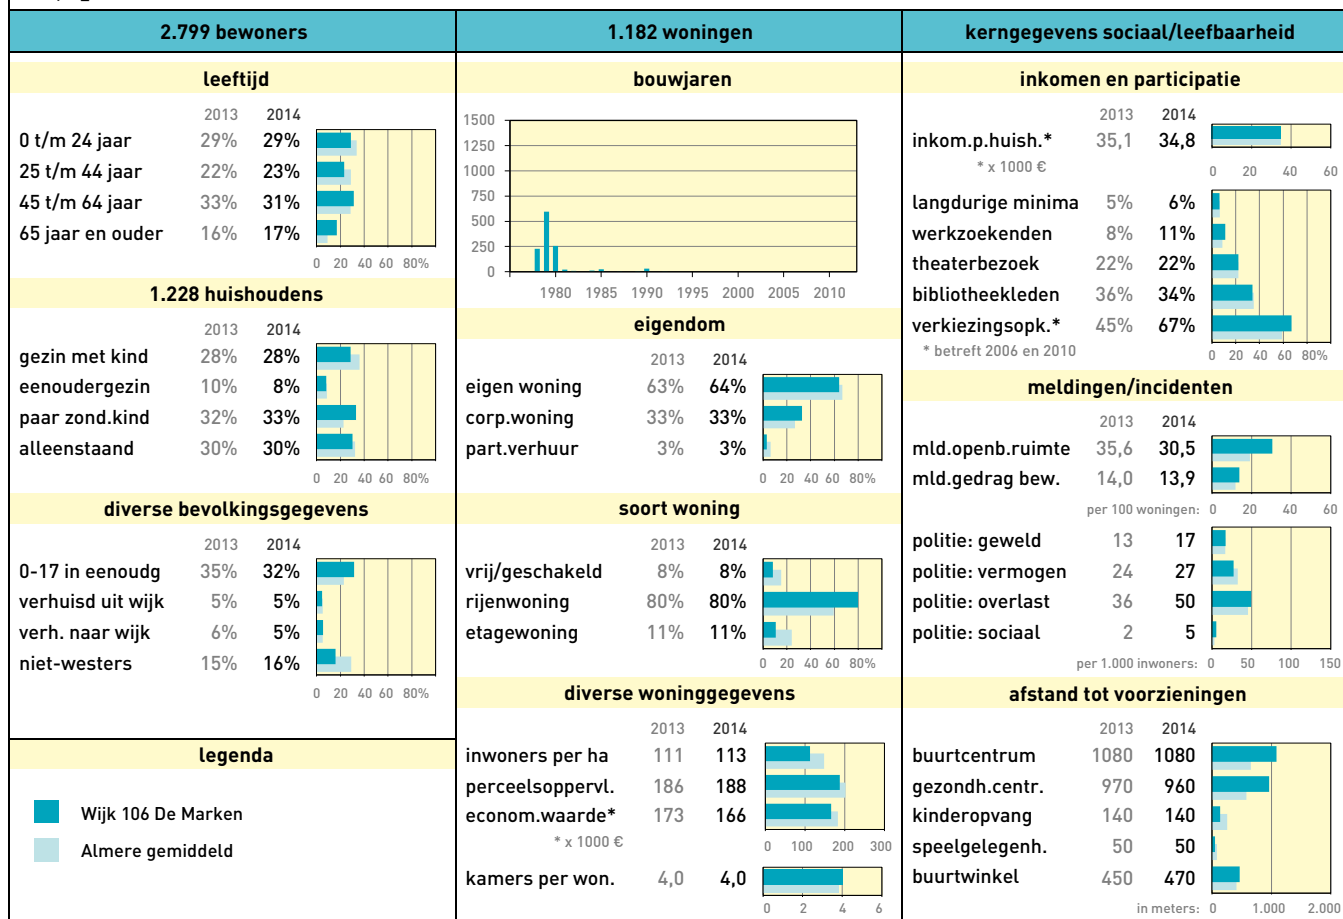 2.799 bewoners
leeftijd
2013 2014
0 t/m 24 jaar 29% 29%
25 t/m 44 jaar 22% 23%
45 t/m 64 jaar 33% 31%
65 jaar en ouder 16% 17%
0 20 40 60 80%
1.228 huishoudens
2013 2014
gezin met kind 28% 28%
eenoudergezin 10% 8%
paar zond.kind 32% 33%
alleenstaand 30% 30%
0 20 40 60 80%
diverse bevolkingsgegevens
2013 2014
0-17 in eenoudg 35% 32%
verhuisd uit wijk 5% 5%
verh. naar wijk 6% 5%
niet-westers 15% 16%
0 20 40 60 80%
legenda
Wijk 106 De Marken
Almere gemiddeld
1.182 woningen
bouwjaren
1500
1250
1000
750
500
250
0
1980 1985 1990 1995 2000 2005 2010
eigendom
2013 2014
eigen woning 63% 64%
corp.woning 33% 33%
part.verhuur 3% 3%
0 20 40 60 80%
soort woning
2013 2014
vrij/geschakeld 8% 8%
rijenwoning 80% 80%
etagewoning 11% 11%
0 20 40 60 80%
diverse woninggegevens
2013 2014
inwoners per ha 111 113
perceelsoppervl. 186 188
econom.waarde* 173 166
* x 1000 €
0 100 200 300
kamers per won. 4,0 4,0
0 2 4 6
kerngegevens sociaal/leefbaarheid
inkomen en participatie
2013 2014
inkom.p.huish.* 35,1 34,8
* x 1000 €
0 20 40 60
langdurige minima 5% 6%
werkzoekenden 8% 11%
theaterbezoek 22% 22%
bibliotheekleden 36% 34%
verkiezingsopk.* 45% 67%
* betreft 2006 en 2010
0 20 40 60 80%
meldingen/incidenten
2013 2014
mld.openb.ruimte 35,6 30,5
mld.gedrag bew. 14,0 13,9
per 100 woningen: 0 20 40 60
politie: geweld 13 17
politie: vermogen 24 27
politie: overlast 36 50
politie: sociaal 2 5
per 1.000 inwoners: 0 50 100 150
afstand tot voorzieningen
2013 2014
buurtcentrum 1080 1080
gezondh.centr. 970 960
kinderopvang 140 140
speelgelegenh. 50 50
buurtwinkel 450 470
in meters: 0 1.000 2.000